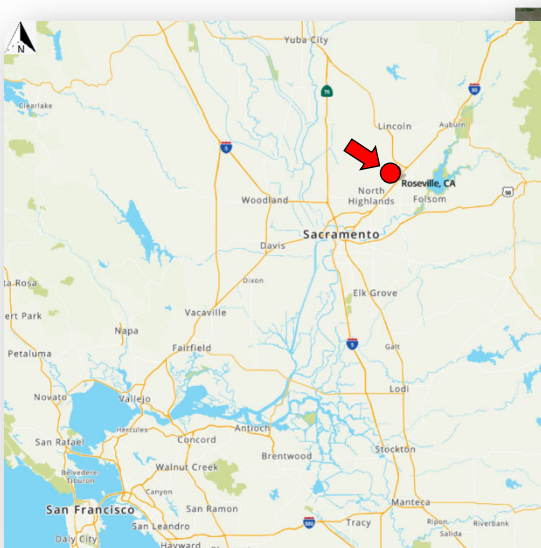 N
Yuba City
70
80
Clearlake
Lincoln
Auburn
5
Roseville, CA
North
Highlands
Folsom
50
Woodland
Sacramento
Davis
Dixon
ta Rosa
Elk Grove
ert Park
Vacaville
Napa
Petaluma
Fairfield
5
Galt
Novato
Vallejo
Lodi
Hercules
Antioch
San Rafael
Concord
Stockton
Brentwood
Belvedere
Tiburon
Walnut Creek
Canyon
Manteca
San Francisco
San Ramon
San Leandro
580
Tracy
Ripon
Riverbank
Salida
Daly City
Hayward